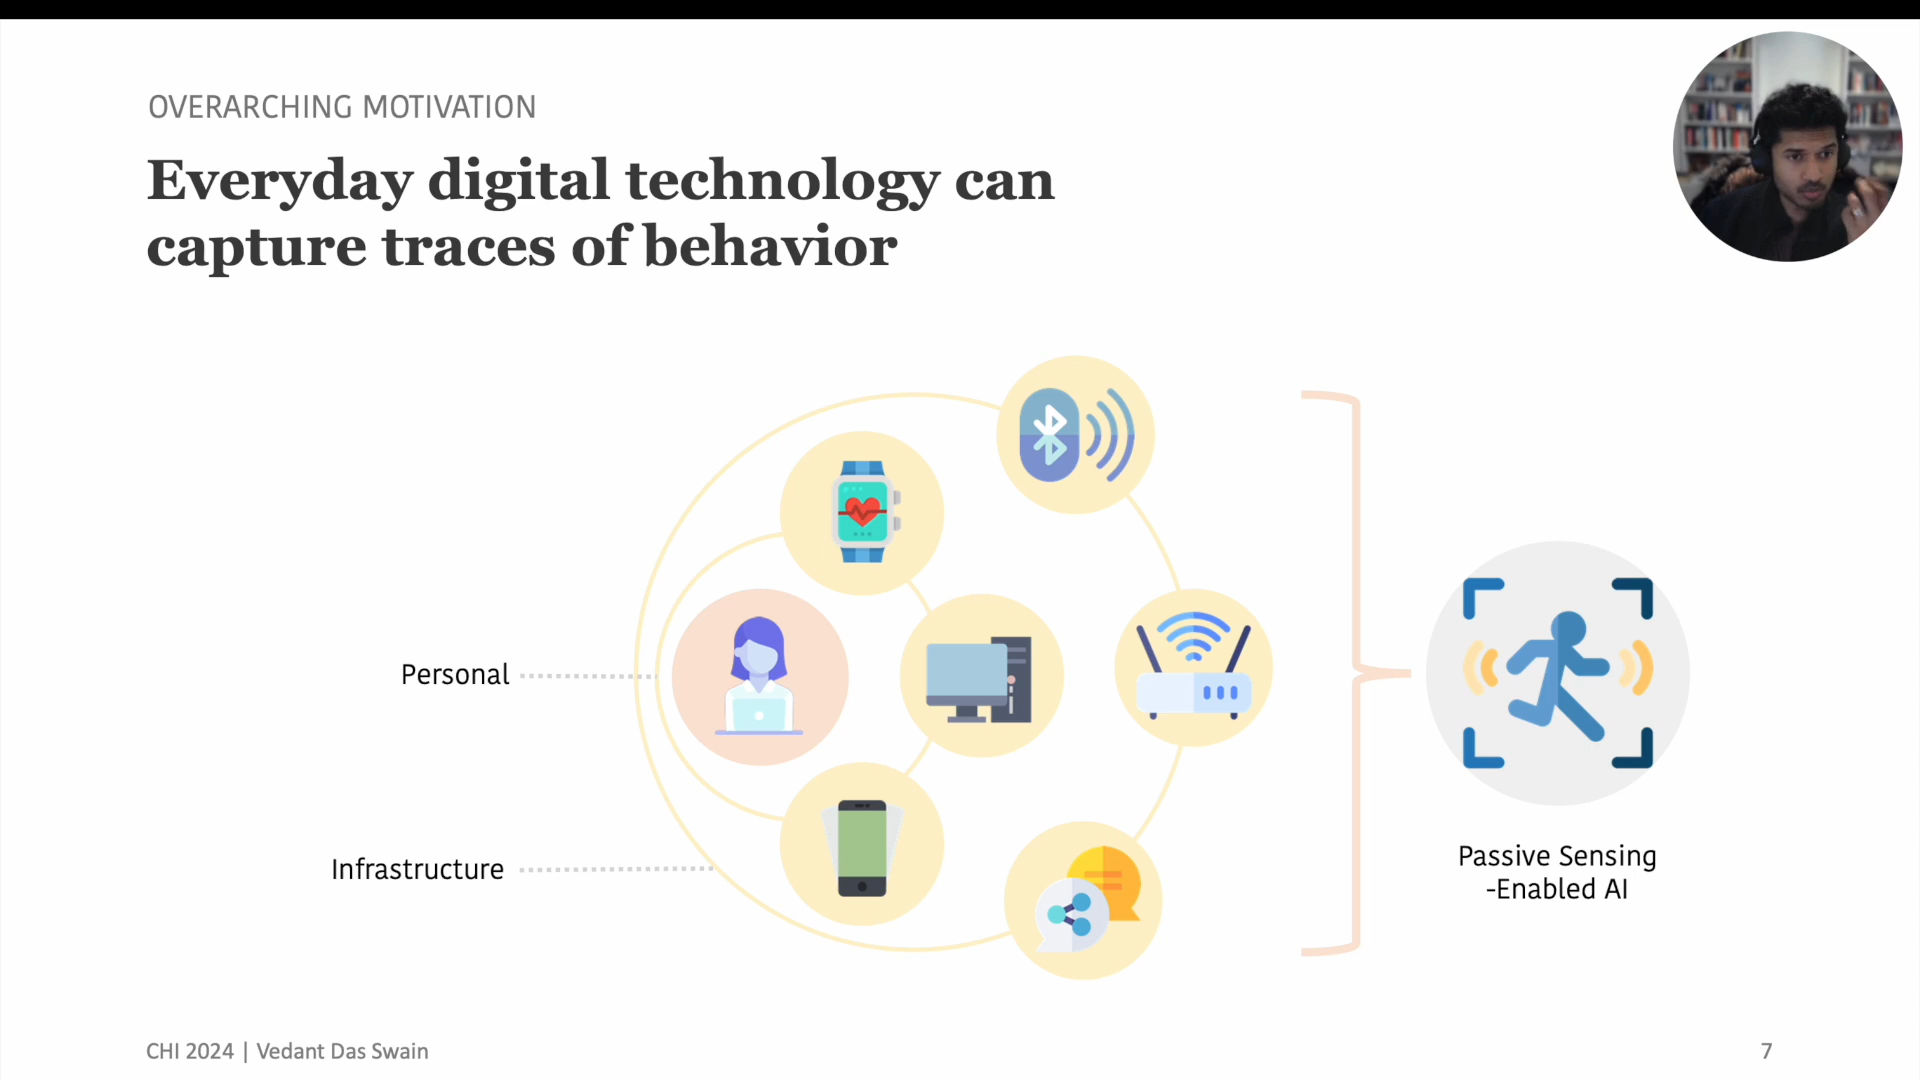 OVERARCHING MOTIVATION
Everyday digital technology can
capture traces of behavior
Personal
Infrastructure
Passive Sensing
-Enabled AI
CHI 2024 | Vedant Das Swain
7